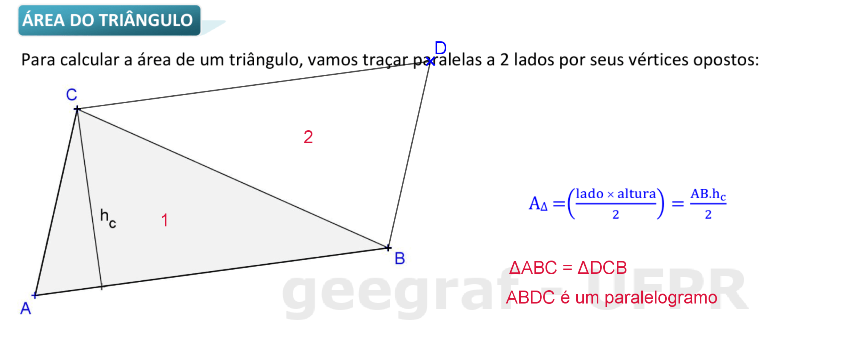 ÁREA DO TRIÂNGULO
Para calcular a área de um triângulo, vamos traçar paralelas a 2 lados por seus vértices opostos:
D
C
2
h_c
1
A_Δ = (lado × altura / 2) = AB.h_c / 2
B
ΔABC = ΔDCB
ABDC é um paralelogramo
A
geegraf - UFPR